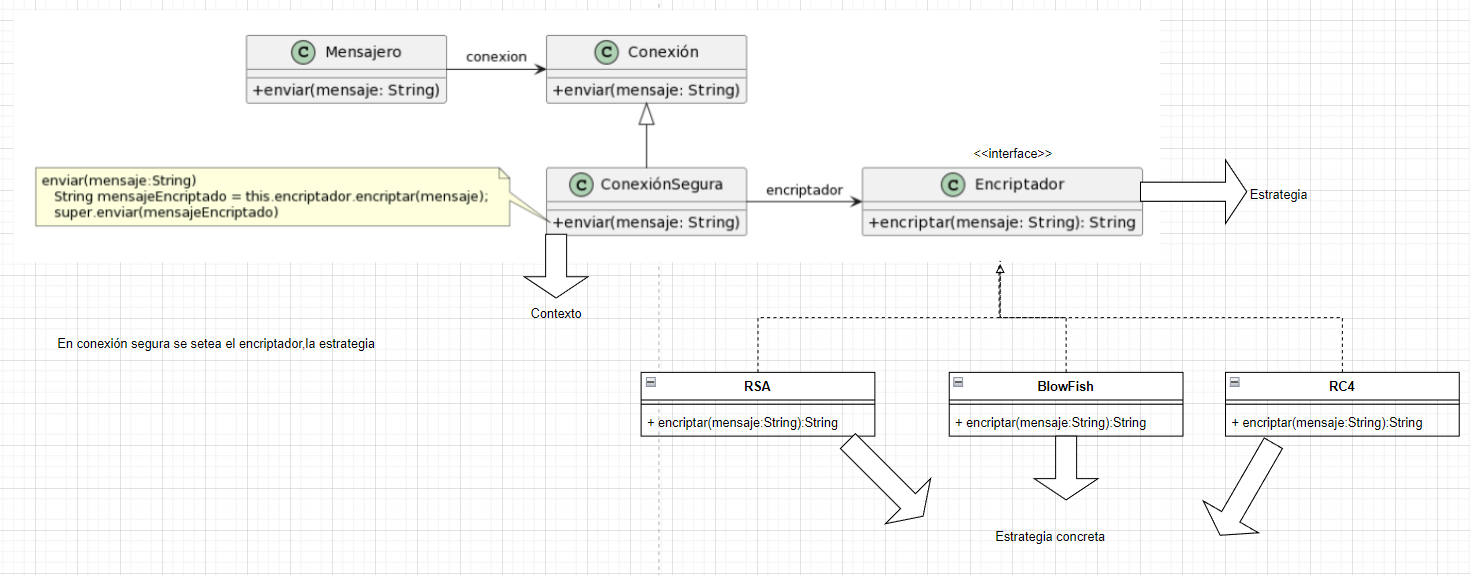 C Mensajero
+enviar(mensaje: String)
conexion
C Conexión
+enviar(mensaje: String)
enviar(mensaje:String)
String mensajeEncriptado = this.encriptador.encriptar(mensaje);
super.enviar(mensajeEncriptado)
C ConexiónSegura
+enviar(mensaje: String)
encriptador
<<interface>>
C Encriptador
+encriptar(mensaje: String): String
Estrategia
Contexto
En conexión segura se setea el encriptador,la estrategia
RSA
+ encriptar(mensaje:String):String
BlowFish
+ encriptar(mensaje:String):String
RC4
+ encriptar(mensaje:String):String
Estrategia concreta